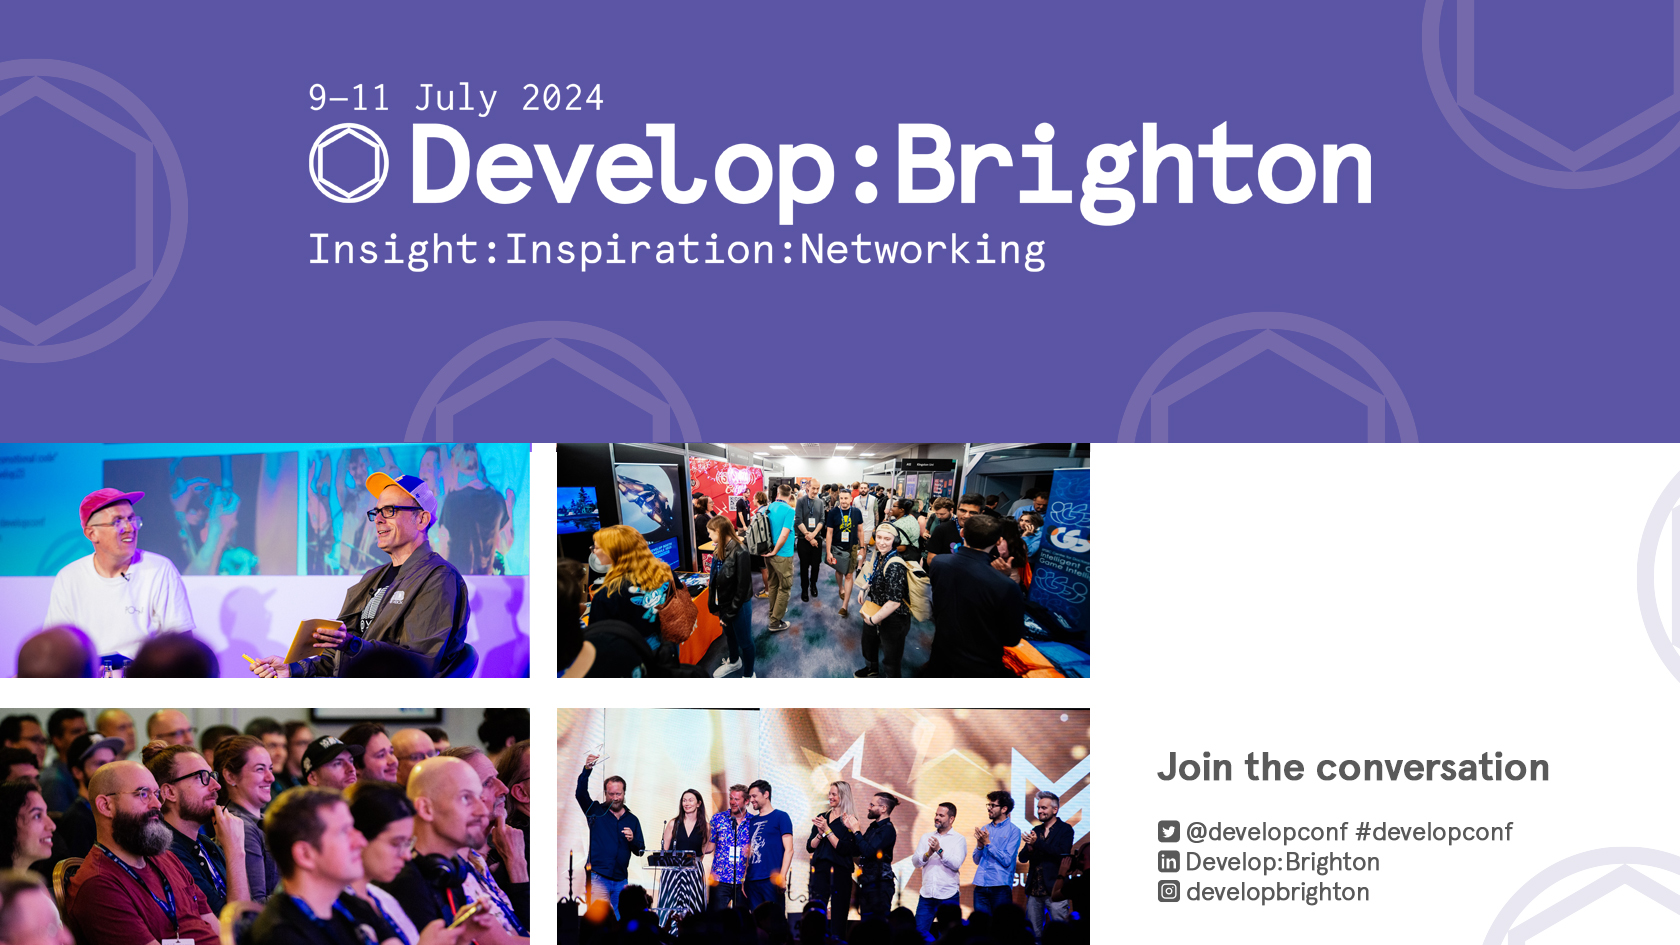 9–11 July 2024
Develop:Brighton
Insight:Inspiration:Networking
Join the conversation
@developconf #developconf
Develop:Brighton
developbrighton